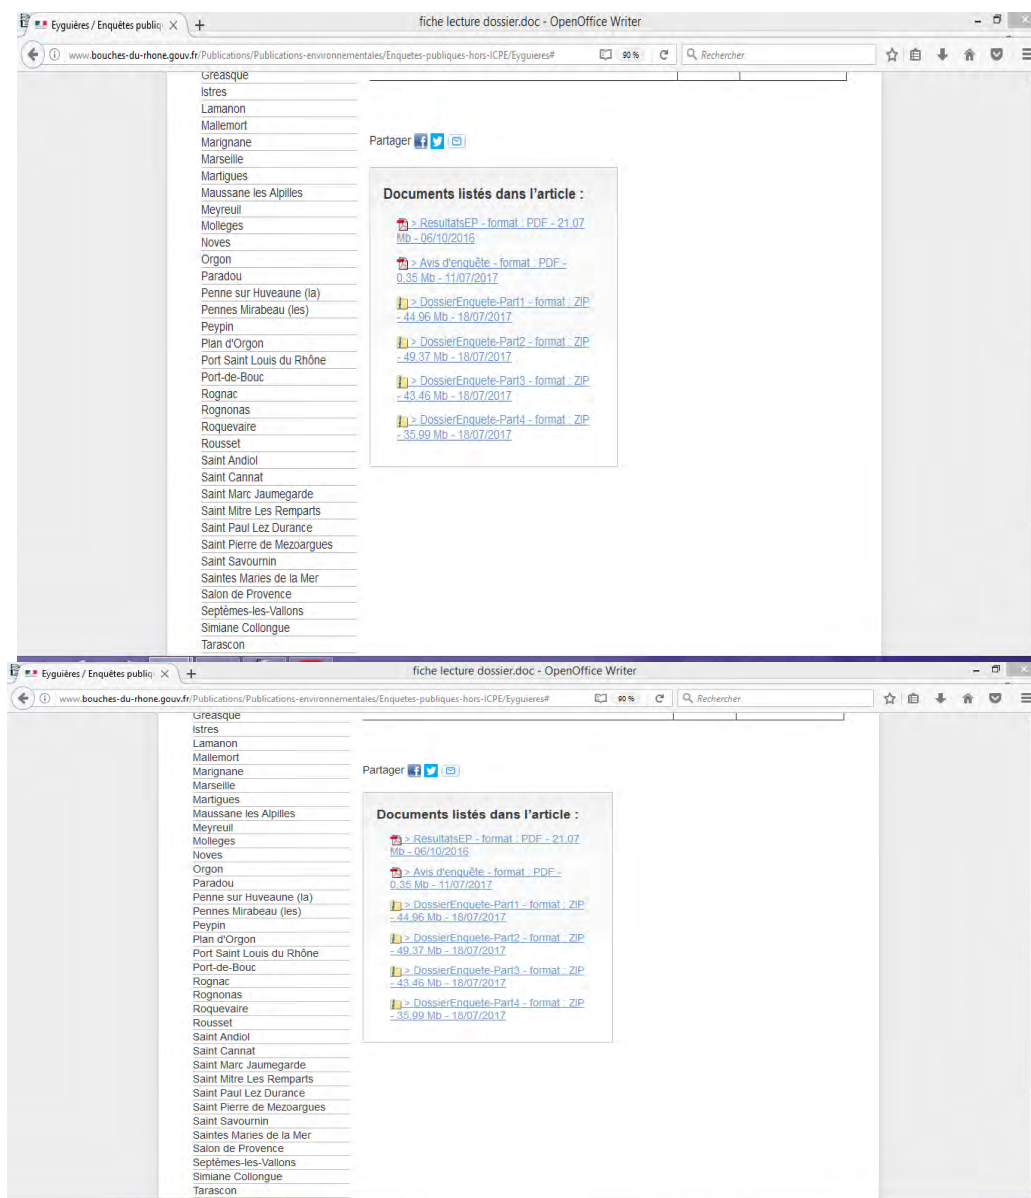 Eyguières / Enquêtes publiq × +
fiche lecture dossier.doc - OpenOffice Writer
www.bouches-du-rhone.gouv.fr/Publications/Publications-environnementales/Enquetes-publiques-hors-ICPE/Eyguieres# 90 % Rechercher
Greasque
Istres
Lamanon
Mallemort
Marignane
Marseille
Martigues
Maussane les Alpilles
Meyreuil
Molleges
Noves
Orgon
Paradou
Penne sur Huveaune (la)
Pennes Mirabeau (les)
Peypin
Plan d'Orgon
Port Saint Louis du Rhône
Port-de-Bouc
Rognac
Rognonas
Roquevaire
Rousset
Saint Andiol
Saint Cannat
Saint Marc Jaumegarde
Saint Mitre Les Remparts
Saint Paul Lez Durance
Saint Pierre de Mezoargues
Saint Savournin
Saintes Maries de la Mer
Salon de Provence
Septèmes-les-Vallons
Simiane Collongue
Tarascon
Partager
Documents listés dans l'article :
> ResultatsEP - format : PDF - 21.07
Mb - 06/10/2016
> Avis d'enquête - format : PDF -
0,35 Mb - 11/07/2017
> DossierEnquete-Part1 - format : ZIP
- 44.96 Mb - 18/07/2017
> DossierEnquete-Part2 - format : ZIP
- 49.37 Mb - 18/07/2017
> DossierEnquete-Part3 - format : ZIP
- 43.46 Mb - 18/07/2017
> DossierEnquete-Part4 - format : ZIP
- 35.99 Mb - 18/07/2017
Eyguières / Enquêtes publiq × +
fiche lecture dossier.doc - OpenOffice Writer
www.bouches-du-rhone.gouv.fr/Publications/Publications-environnementales/Enquetes-publiques-hors-ICPE/Eyguieres# 90 % Rechercher
Greasque
Istres
Lamanon
Mallemort
Marignane
Marseille
Martigues
Maussane les Alpilles
Meyreuil
Molleges
Noves
Orgon
Paradou
Penne sur Huveaune (la)
Pennes Mirabeau (les)
Peypin
Plan d'Orgon
Port Saint Louis du Rhône
Port-de-Bouc
Rognac
Rognonas
Roquevaire
Rousset
Saint Andiol
Saint Cannat
Saint Marc Jaumegarde
Saint Mitre Les Remparts
Saint Paul Lez Durance
Saint Pierre de Mezoargues
Saint Savournin
Saintes Maries de la Mer
Salon de Provence
Septèmes-les-Vallons
Simiane Collongue
Tarascon
Partager
Documents listés dans l'article :
> ResultatsEP - format : PDF - 21.07
Mb - 06/10/2016
> Avis d'enquête - format : PDF -
0,35 Mb - 11/07/2017
> DossierEnquete-Part1 - format : ZIP
- 44.96 Mb - 18/07/2017
> DossierEnquete-Part2 - format : ZIP
- 49.37 Mb - 18/07/2017
> DossierEnquete-Part3 - format : ZIP
- 43.46 Mb - 18/07/2017
> DossierEnquete-Part4 - format : ZIP
- 35.99 Mb - 18/07/2017